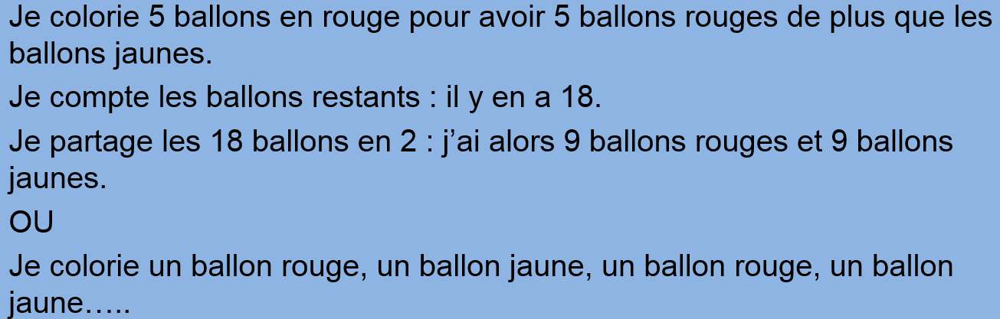 Je colorie 5 ballons en rouge pour avoir 5 ballons rouges de plus que les
ballons jaunes.
Je compte les ballons restants : il y en a 18.
Je partage les 18 ballons en 2 : j’ai alors 9 ballons rouges et 9 ballons
jaunes.
OU
Je colorie un ballon rouge, un ballon jaune, un ballon rouge, un ballon
jaune…..